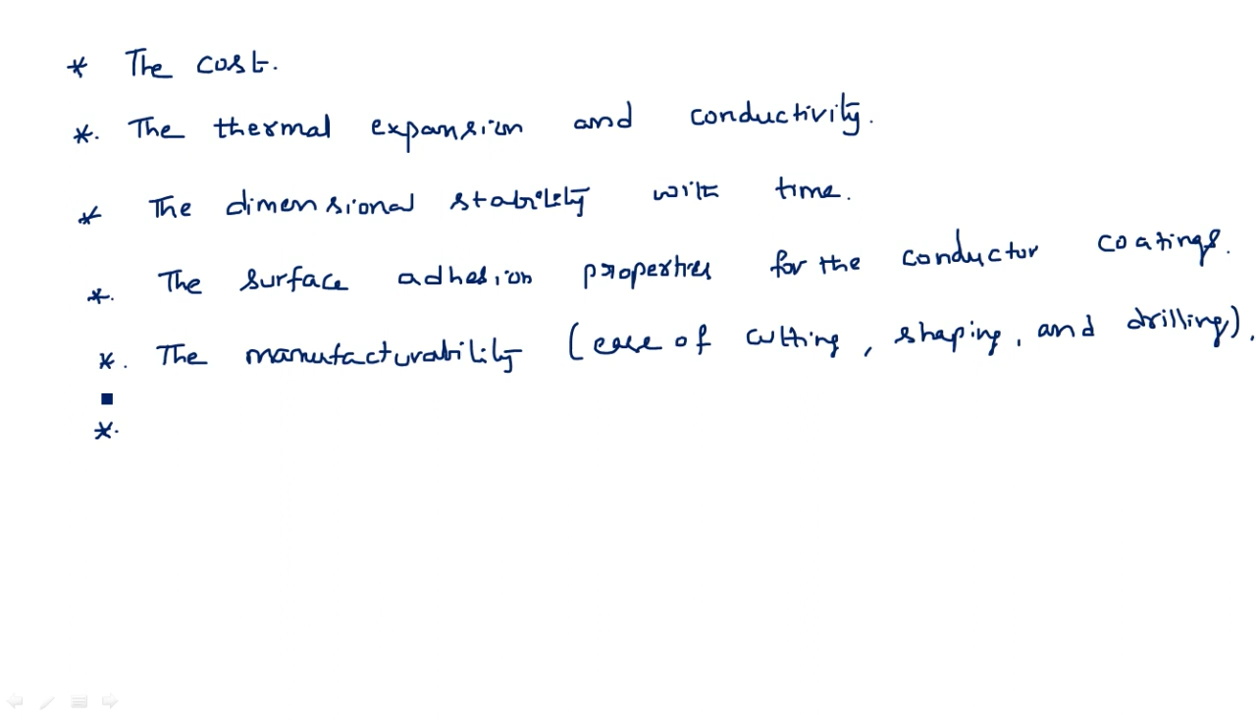 * The cost.
*. The thermal expansion and conductivity.
* The dimensional stability with time.
*. The surface adhesion properties for the conductor coatings.
*. The manufacturability (ease of cutting, shaping, and drilling).
*.